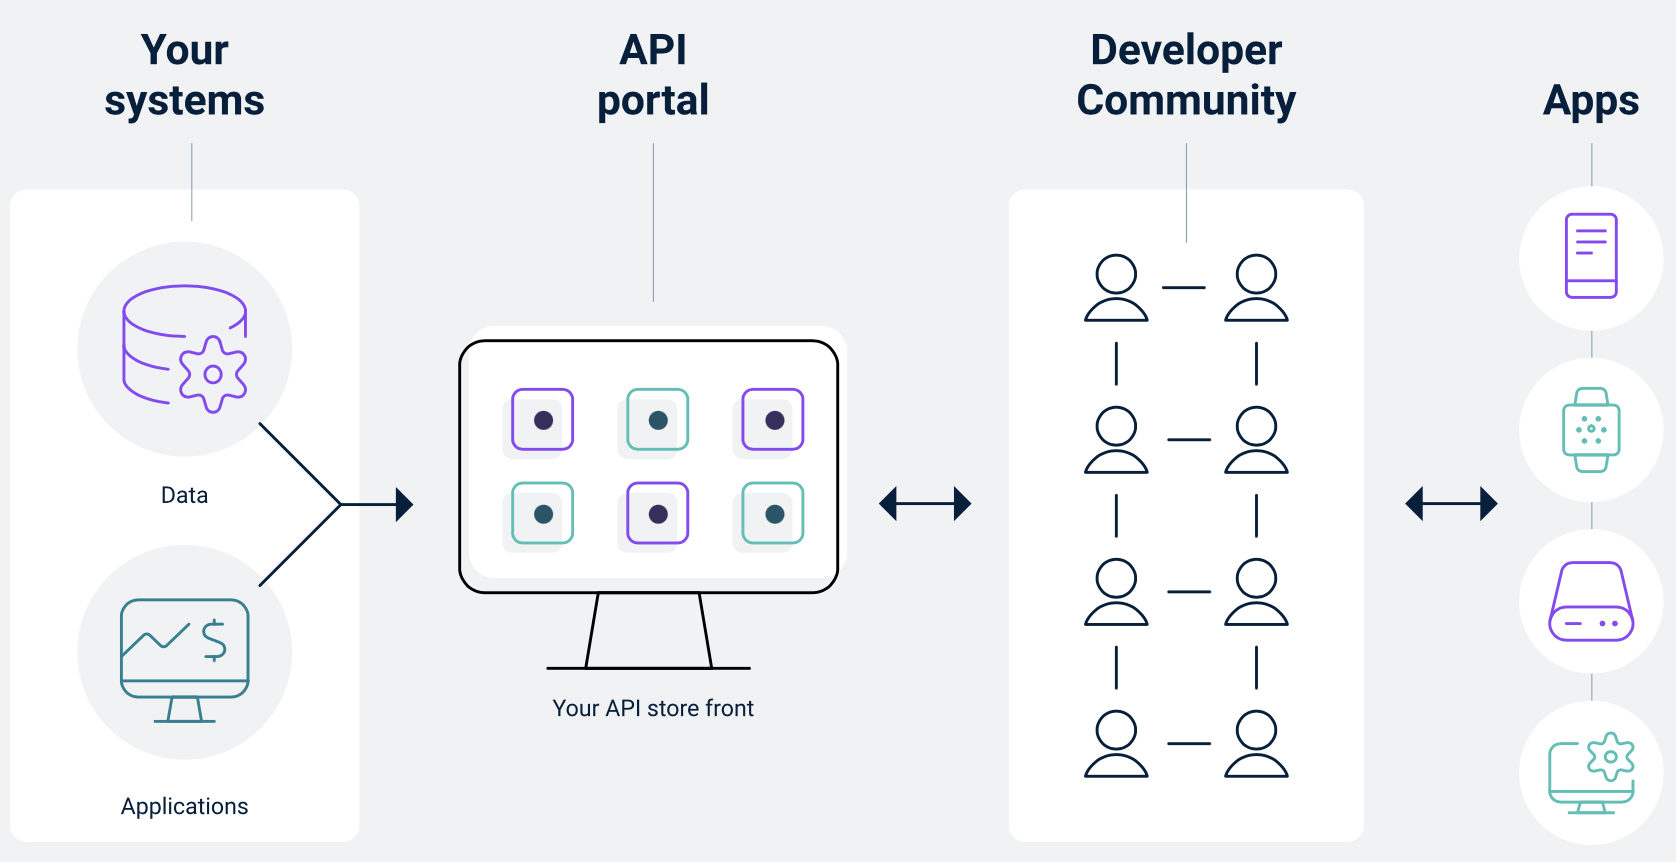 Your
systems
API
portal
Developer
Community
Apps
Data
Applications
$
Your API store front